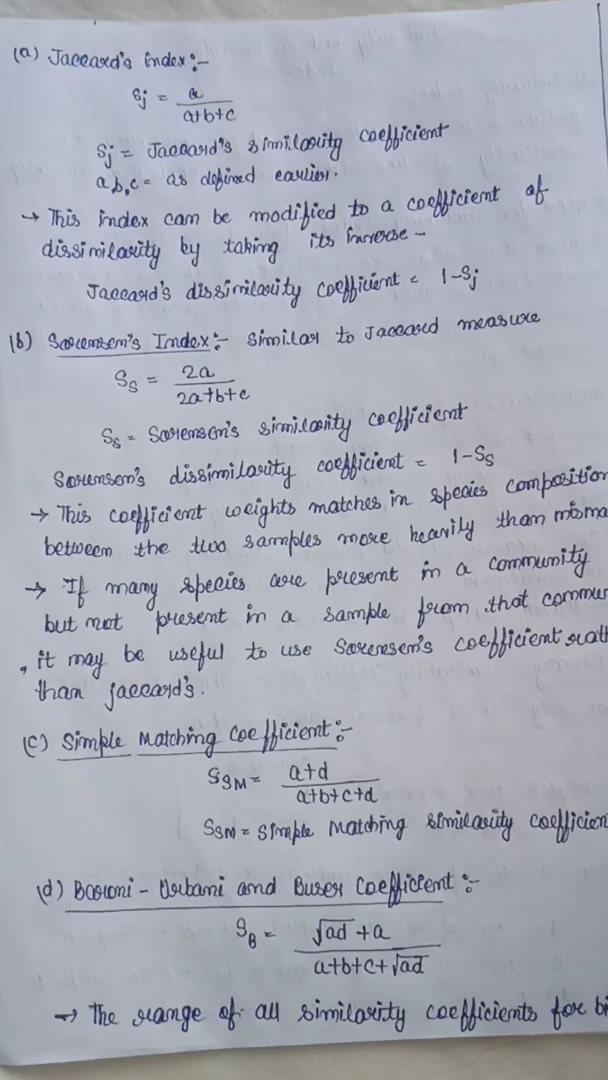 (a) Jaccard's index :-
Sj = a / a+b+c
Sj = Jaccard's similarity coefficient
a,b,c = as defined earlier.
→ This index can be modified to a coefficient of
dissimilarity by taking its inverse -
Jaccard's dissimilarity coefficient = 1-Sj
(b) Sorensen's Index :- Similar to Jaccard measure
Ss = 2a / 2a+b+c
Ss = Sorensen's similarity coefficient
Sorensen's dissimilarity coefficient = 1-Ss
→ This coefficient weights matches in species composition
between the two samples more heavily than misma
→ If many species are present in a community
but not present in a sample from that commu
, it may be useful to use Sorensen's coefficient rath
than jaccard's.
(c) Simple Matching Coefficient :-
SSM = a+d / a+b+c+d
SSM = Simple Matching similarity coefficien
(d) Baroni - Urbani and Buser Coefficient :-
SB = √ad + a / a+b+c+√ad
→ The range of all similarity coefficients for bi